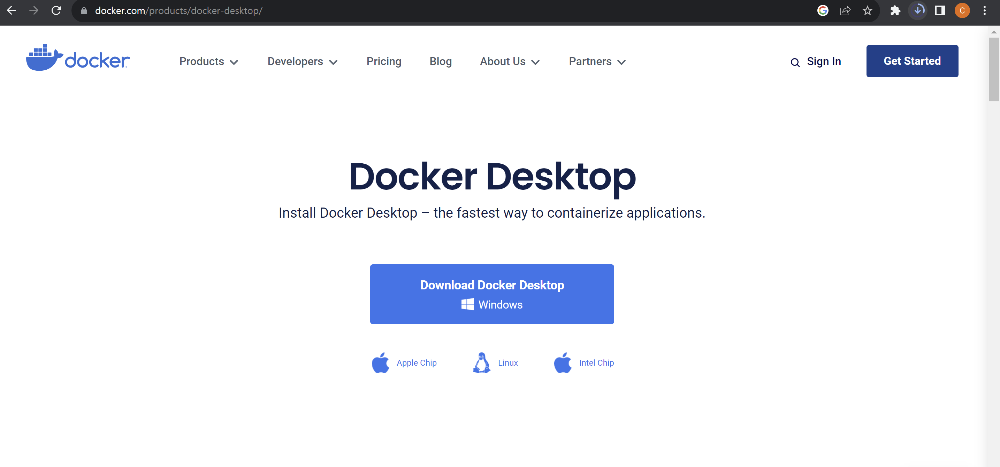 docker.com/products/docker-desktop/
C
docker
Products
Developers
Pricing
Blog
About Us
Partners
Sign In
Get Started
Docker Desktop
Install Docker Desktop – the fastest way to containerize applications.
Download Docker Desktop
Windows
Apple Chip
Linux
Intel Chip